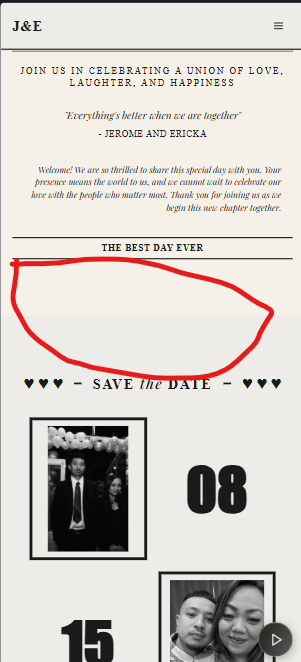 J&E
JOIN US IN CELEBRATING A UNION OF LOVE,
LAUGHTER, AND HAPPINESS
"Everything's better when we are together"
- JEROME AND ERICKA
Welcome! We are so thrilled to share this special day with you. Your
presence means the world to us, and we cannot wait to celebrate our
love with the people who matter most. Thank you for joining us as we
begin this new chapter together.
THE BEST DAY EVER
♥ ♥ ♥ – SAVE the DATE – ♥ ♥ ♥
08
15